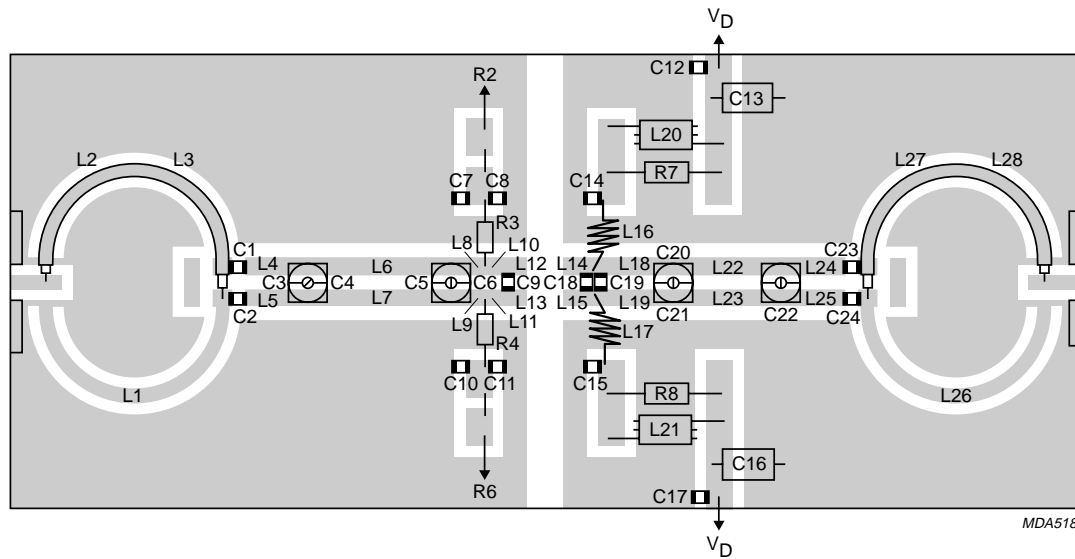 V_D
C12
R2
C13
L20
L2 L3
L27 L28
R7
C7 C8
C14
R3
L16
C1
L8 L10
C20
C23
L4 L6 L12 L14 L18 L22 L24
C3 C4 C5 C6 C9 C18 C19
L5 L7 L13 L15 L19 L23 L25
C2
L9 L11
C21 C22
C24
L17
R4
C10 C11
C15
L1
R8
L26
L21
C16
R6
C17
MDA518
V_D